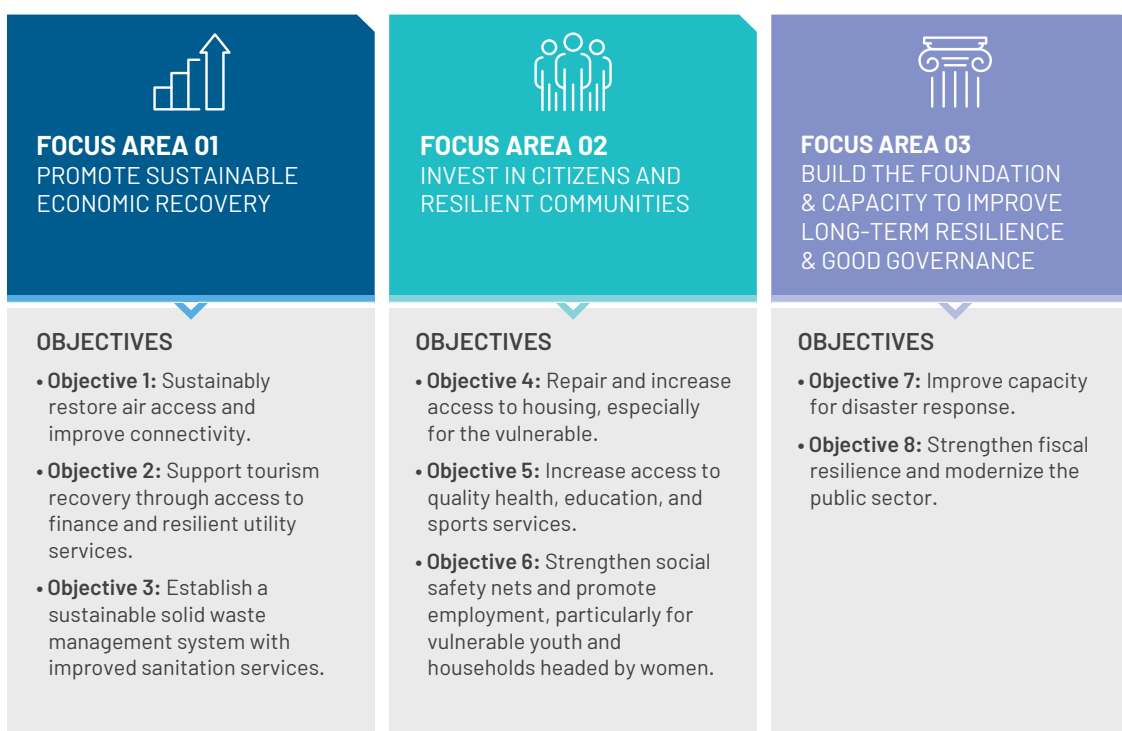 FOCUS AREA 01
PROMOTE SUSTAINABLE
ECONOMIC RECOVERY
OBJECTIVES
• Objective 1: Sustainably
restore air access and
improve connectivity.
• Objective 2: Support tourism
recovery through access to
finance and resilient utility
services.
• Objective 3: Establish a
sustainable solid waste
management system with
improved sanitation services.
FOCUS AREA 02
INVEST IN CITIZENS AND
RESILIENT COMMUNITIES
OBJECTIVES
• Objective 4: Repair and increase
access to housing, especially
for the vulnerable.
• Objective 5: Increase access to
quality health, education, and
sports services.
• Objective 6: Strengthen social
safety nets and promote
employment, particularly for
vulnerable youth and
households headed by women.
FOCUS AREA 03
BUILD THE FOUNDATION
& CAPACITY TO IMPROVE
LONG-TERM RESILIENCE
& GOOD GOVERNANCE
OBJECTIVES
• Objective 7: Improve capacity
for disaster response.
• Objective 8: Strengthen fiscal
resilience and modernize the
public sector.